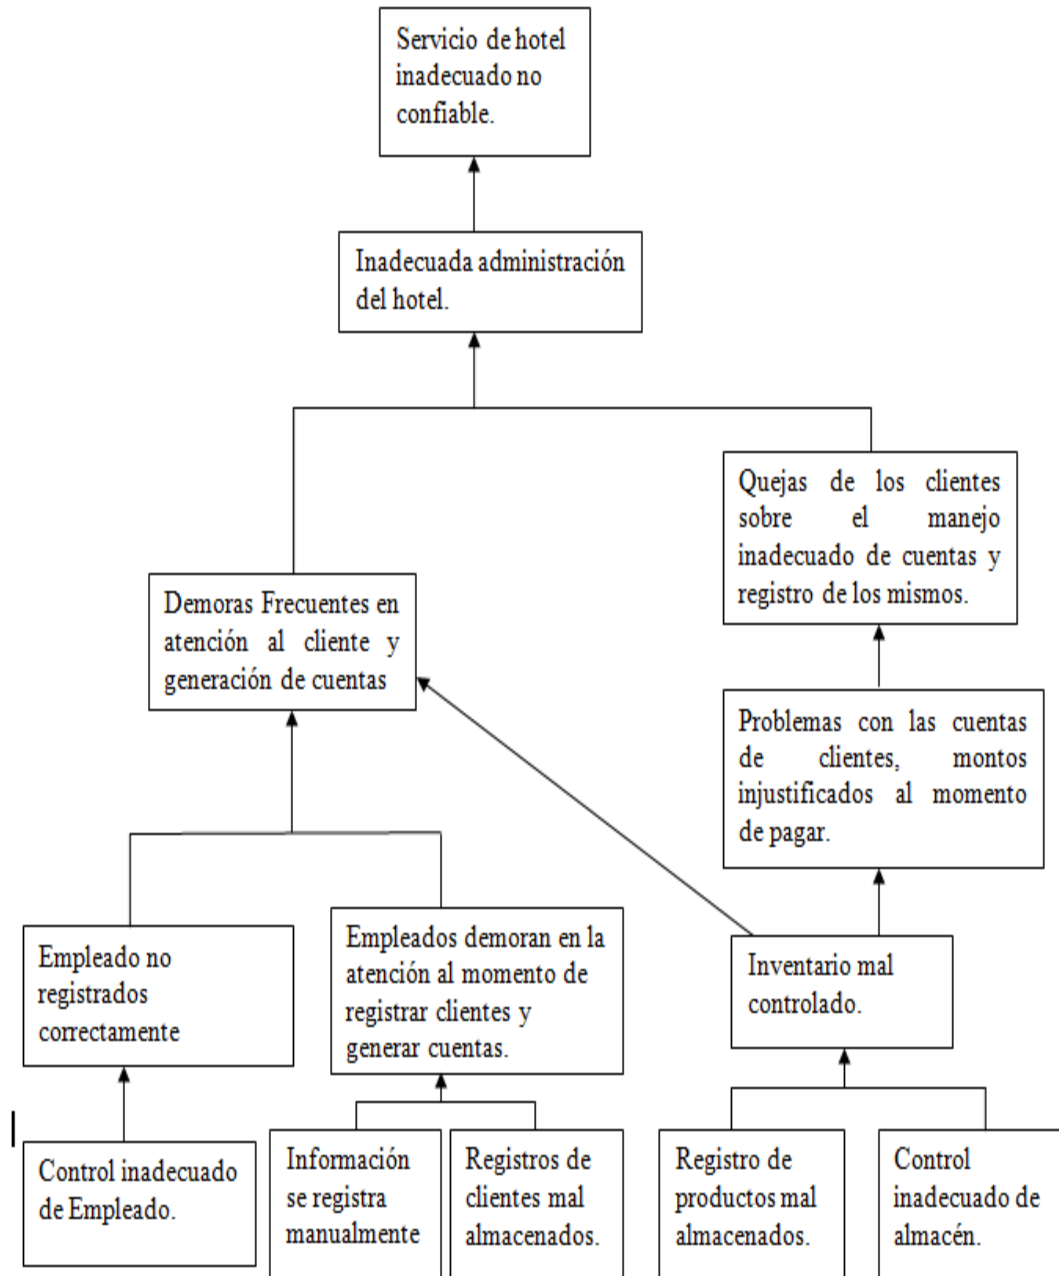 Servicio de hotel
inadecuado no
confiable.
Inadecuada administración
del hotel.
Quejas de los clientes
sobre el manejo
inadecuado de cuentas y
registro de los mismos.
Demoras Frecuentes en
atención al cliente y
generación de cuentas
Problemas con las cuentas
de clientes, montos
injustificados al momento
de pagar.
Empleado no
registrados
correctamente
Empleados demoran en la
atención al momento de
registrar clientes y
generar cuentas.
Inventario mal
controlado.
Control inadecuado
de Empleado.
Información
se registra
manualmente
Registros de
clientes mal
almacenados.
Registro de
productos mal
almacenados.
Control
inadecuado de
almacén.